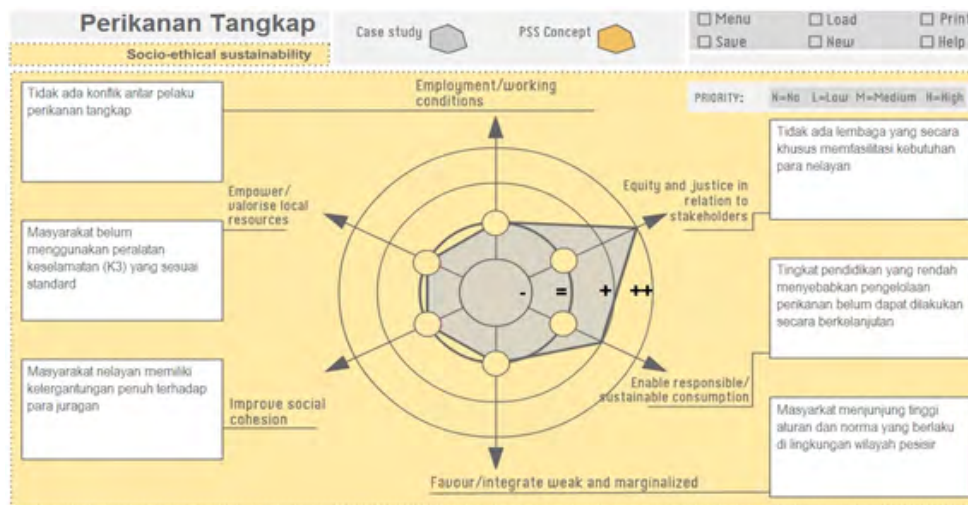 Perikanan Tangkap
Socio-ethical sustainability
Case study
PSS Concept
Menu
Load
Print
Save
New
Help
PRIORITY:
N=No L=Low M=Medium H=High
Tidak ada konflik antar pelaku
perikanan tangkap
Employment/working
conditions
Tidak ada lembaga yang secara
khusus memfasilitasi kebutuhan
para nelayan
Empower/
valorise local
resources
Equity and justice in
relation to
stakeholders
Masyarakat belum
menggunakan peralatan
keselamatan (K3) yang sesuai
standard
- = + ++
Tingkat pendidikan yang rendah
menyebabkan pengelolaan
perikanan belum dapat dilakukan
secara berkelanjutan
Masyarakat nelayan memiliki
ketergantungan penuh terhadap
para juragan
Improve social
cohesion
Enable responsible/
sustainable consumption
Masyarkat menjunjung tinggi
aturan dan norma yang berlaku
di lingkungan wilayah pesisir
Favour/integrate weak and marginalized